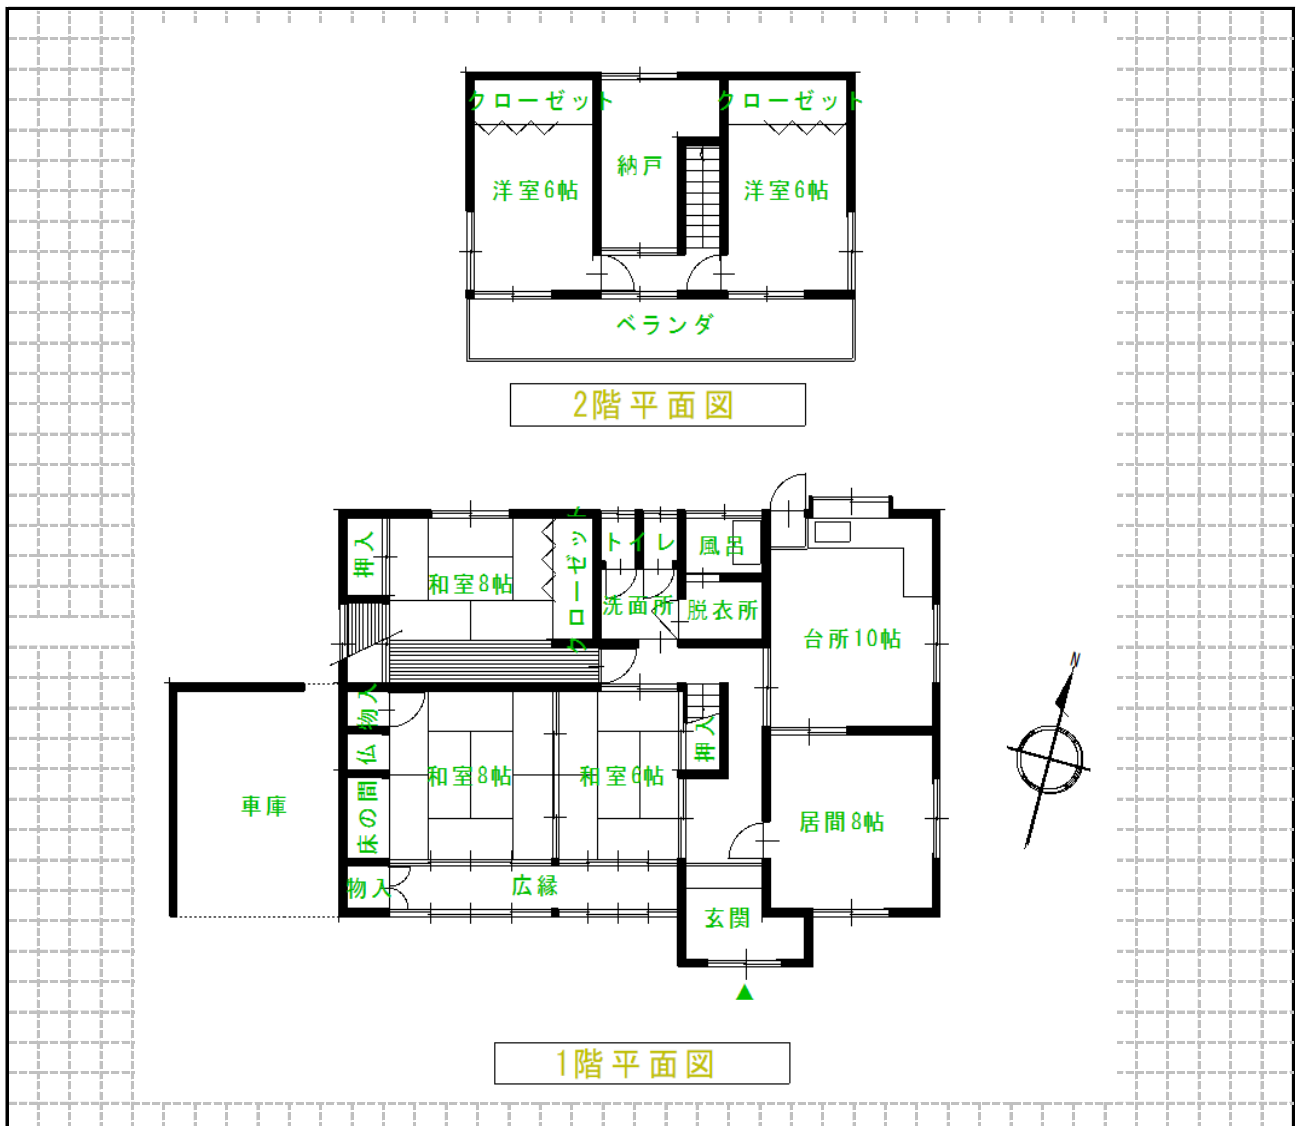 クローゼット
クローゼット
納戸
洋室6帖
洋室6帖
ベランダ
2階平面図
押入
和室8帖
クローゼット
トイレ
風呂
洗面所
脱衣所
台所10帖
N
物入
仏
床の間
和室8帖
和室6帖
押入
車庫
居間8帖
物入
広縁
玄関
▲
1階平面図